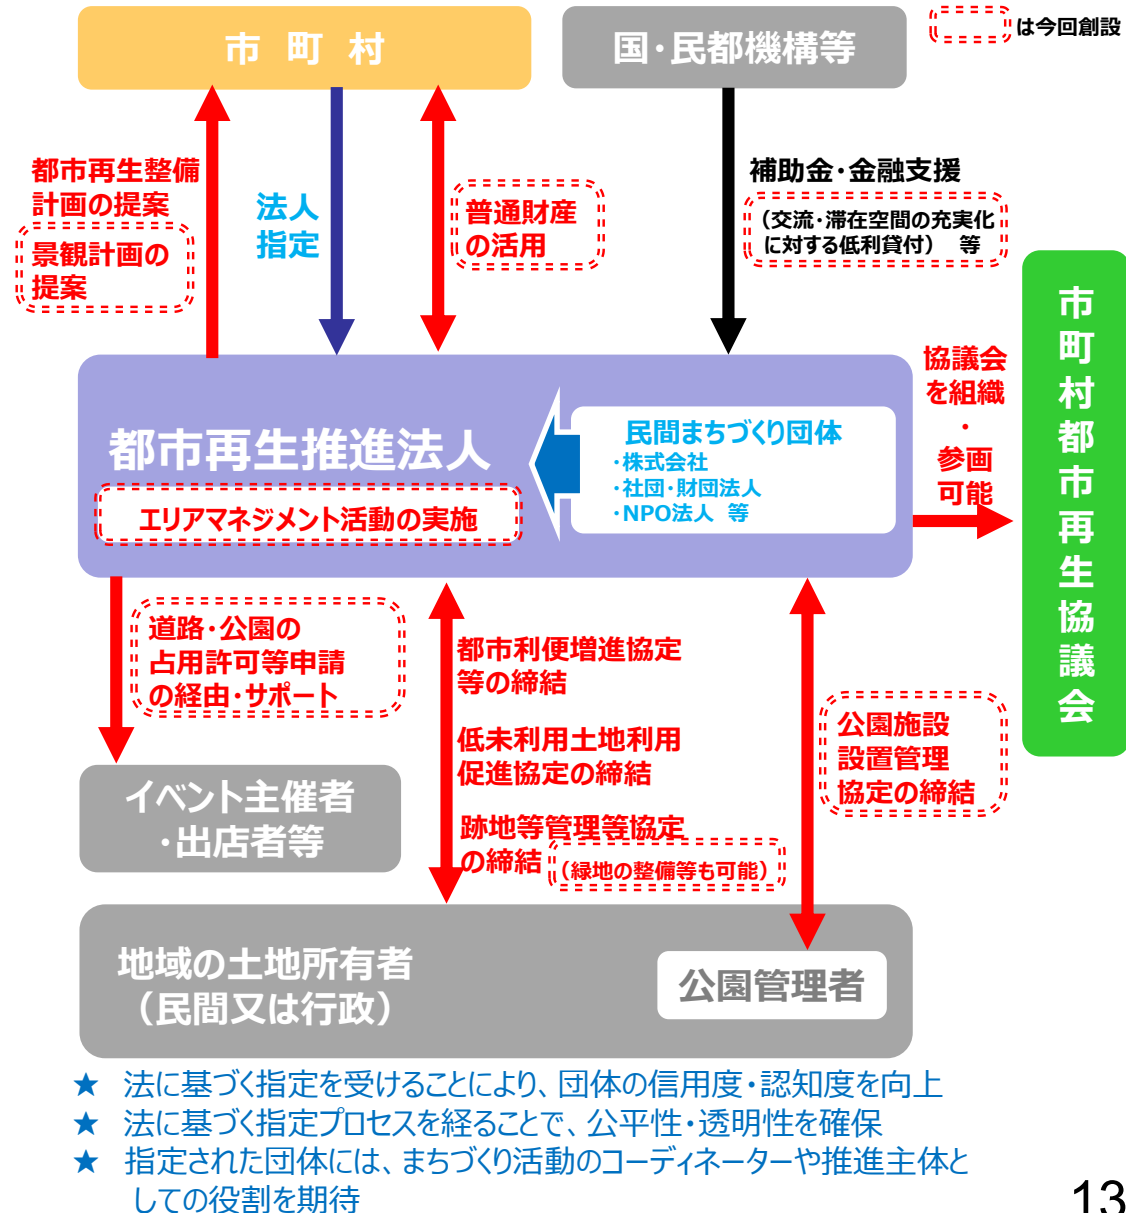 市 町 村
国・民都機構等
は今回創設
都市再生整備
計画の提案
景観計画の
提案
法人
指定
普通財産
の活用
補助金・金融支援
（交流・滞在空間の充実化
に対する低利貸付） 等
都市再生推進法人
エリアマネジメント活動の実施
民間まちづくり団体
・株式会社
・社団・財団法人
・NPO法人 等
協議会
を組織
・
参画
可能
市町村都市再生協議会
道路・公園の
占用許可等申請
の経由・サポート
都市利便増進協定
等の締結
低未利用土地利用
促進協定の締結
跡地等管理等協定
の締結
（緑地の整備等も可能）
公園施設
設置管理
協定の締結
イベント主催者
・出店者等
地域の土地所有者
（民間又は行政）
公園管理者
★ 法に基づく指定を受けることにより、団体の信用度・認知度を向上
★ 法に基づく指定プロセスを経ることで、公平性・透明性を確保
★ 指定された団体には、まちづくり活動のコーディネーターや推進主体と
しての役割を期待
13